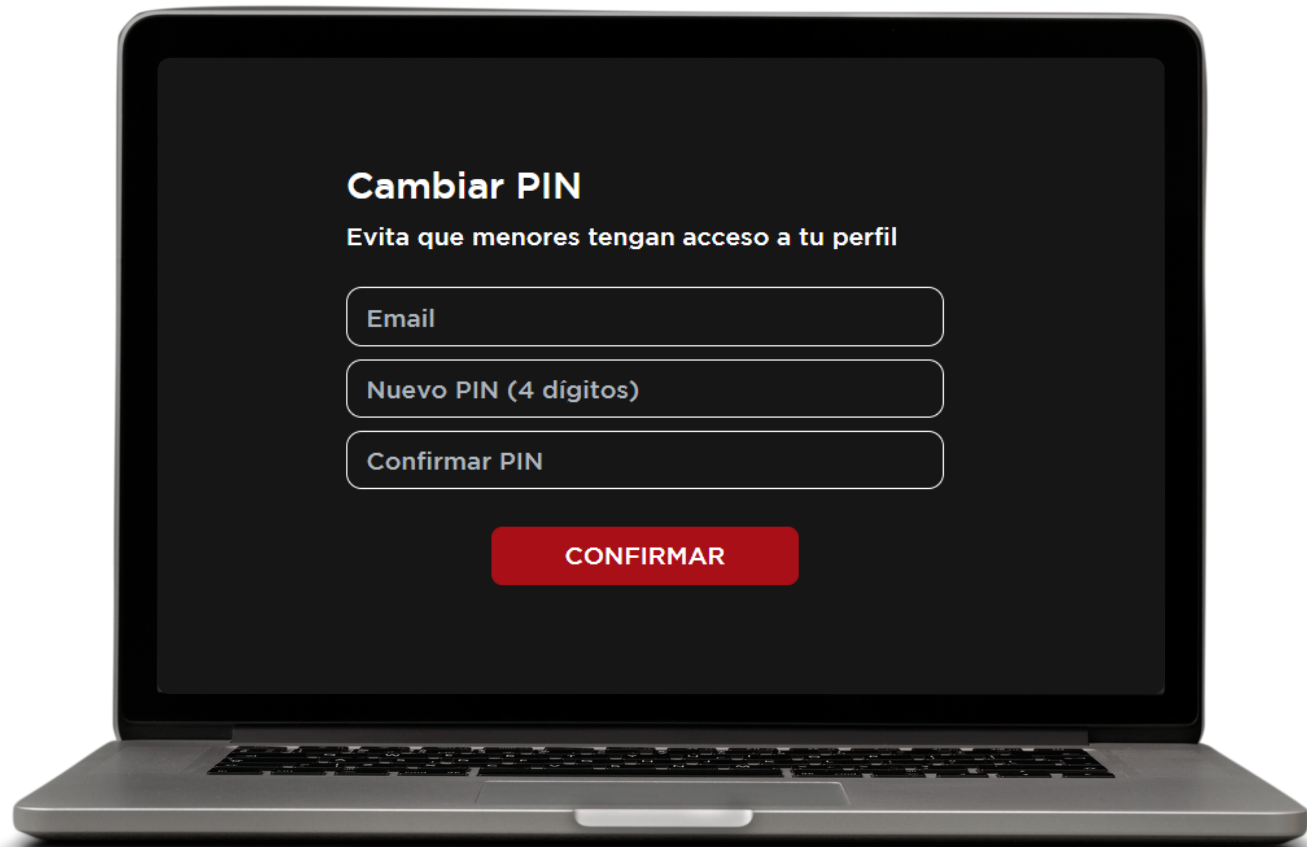 Cambiar PIN
Evita que menores tengan acceso a tu perfil
Email
Nuevo PIN (4 dígitos)
Confirmar PIN
CONFIRMAR